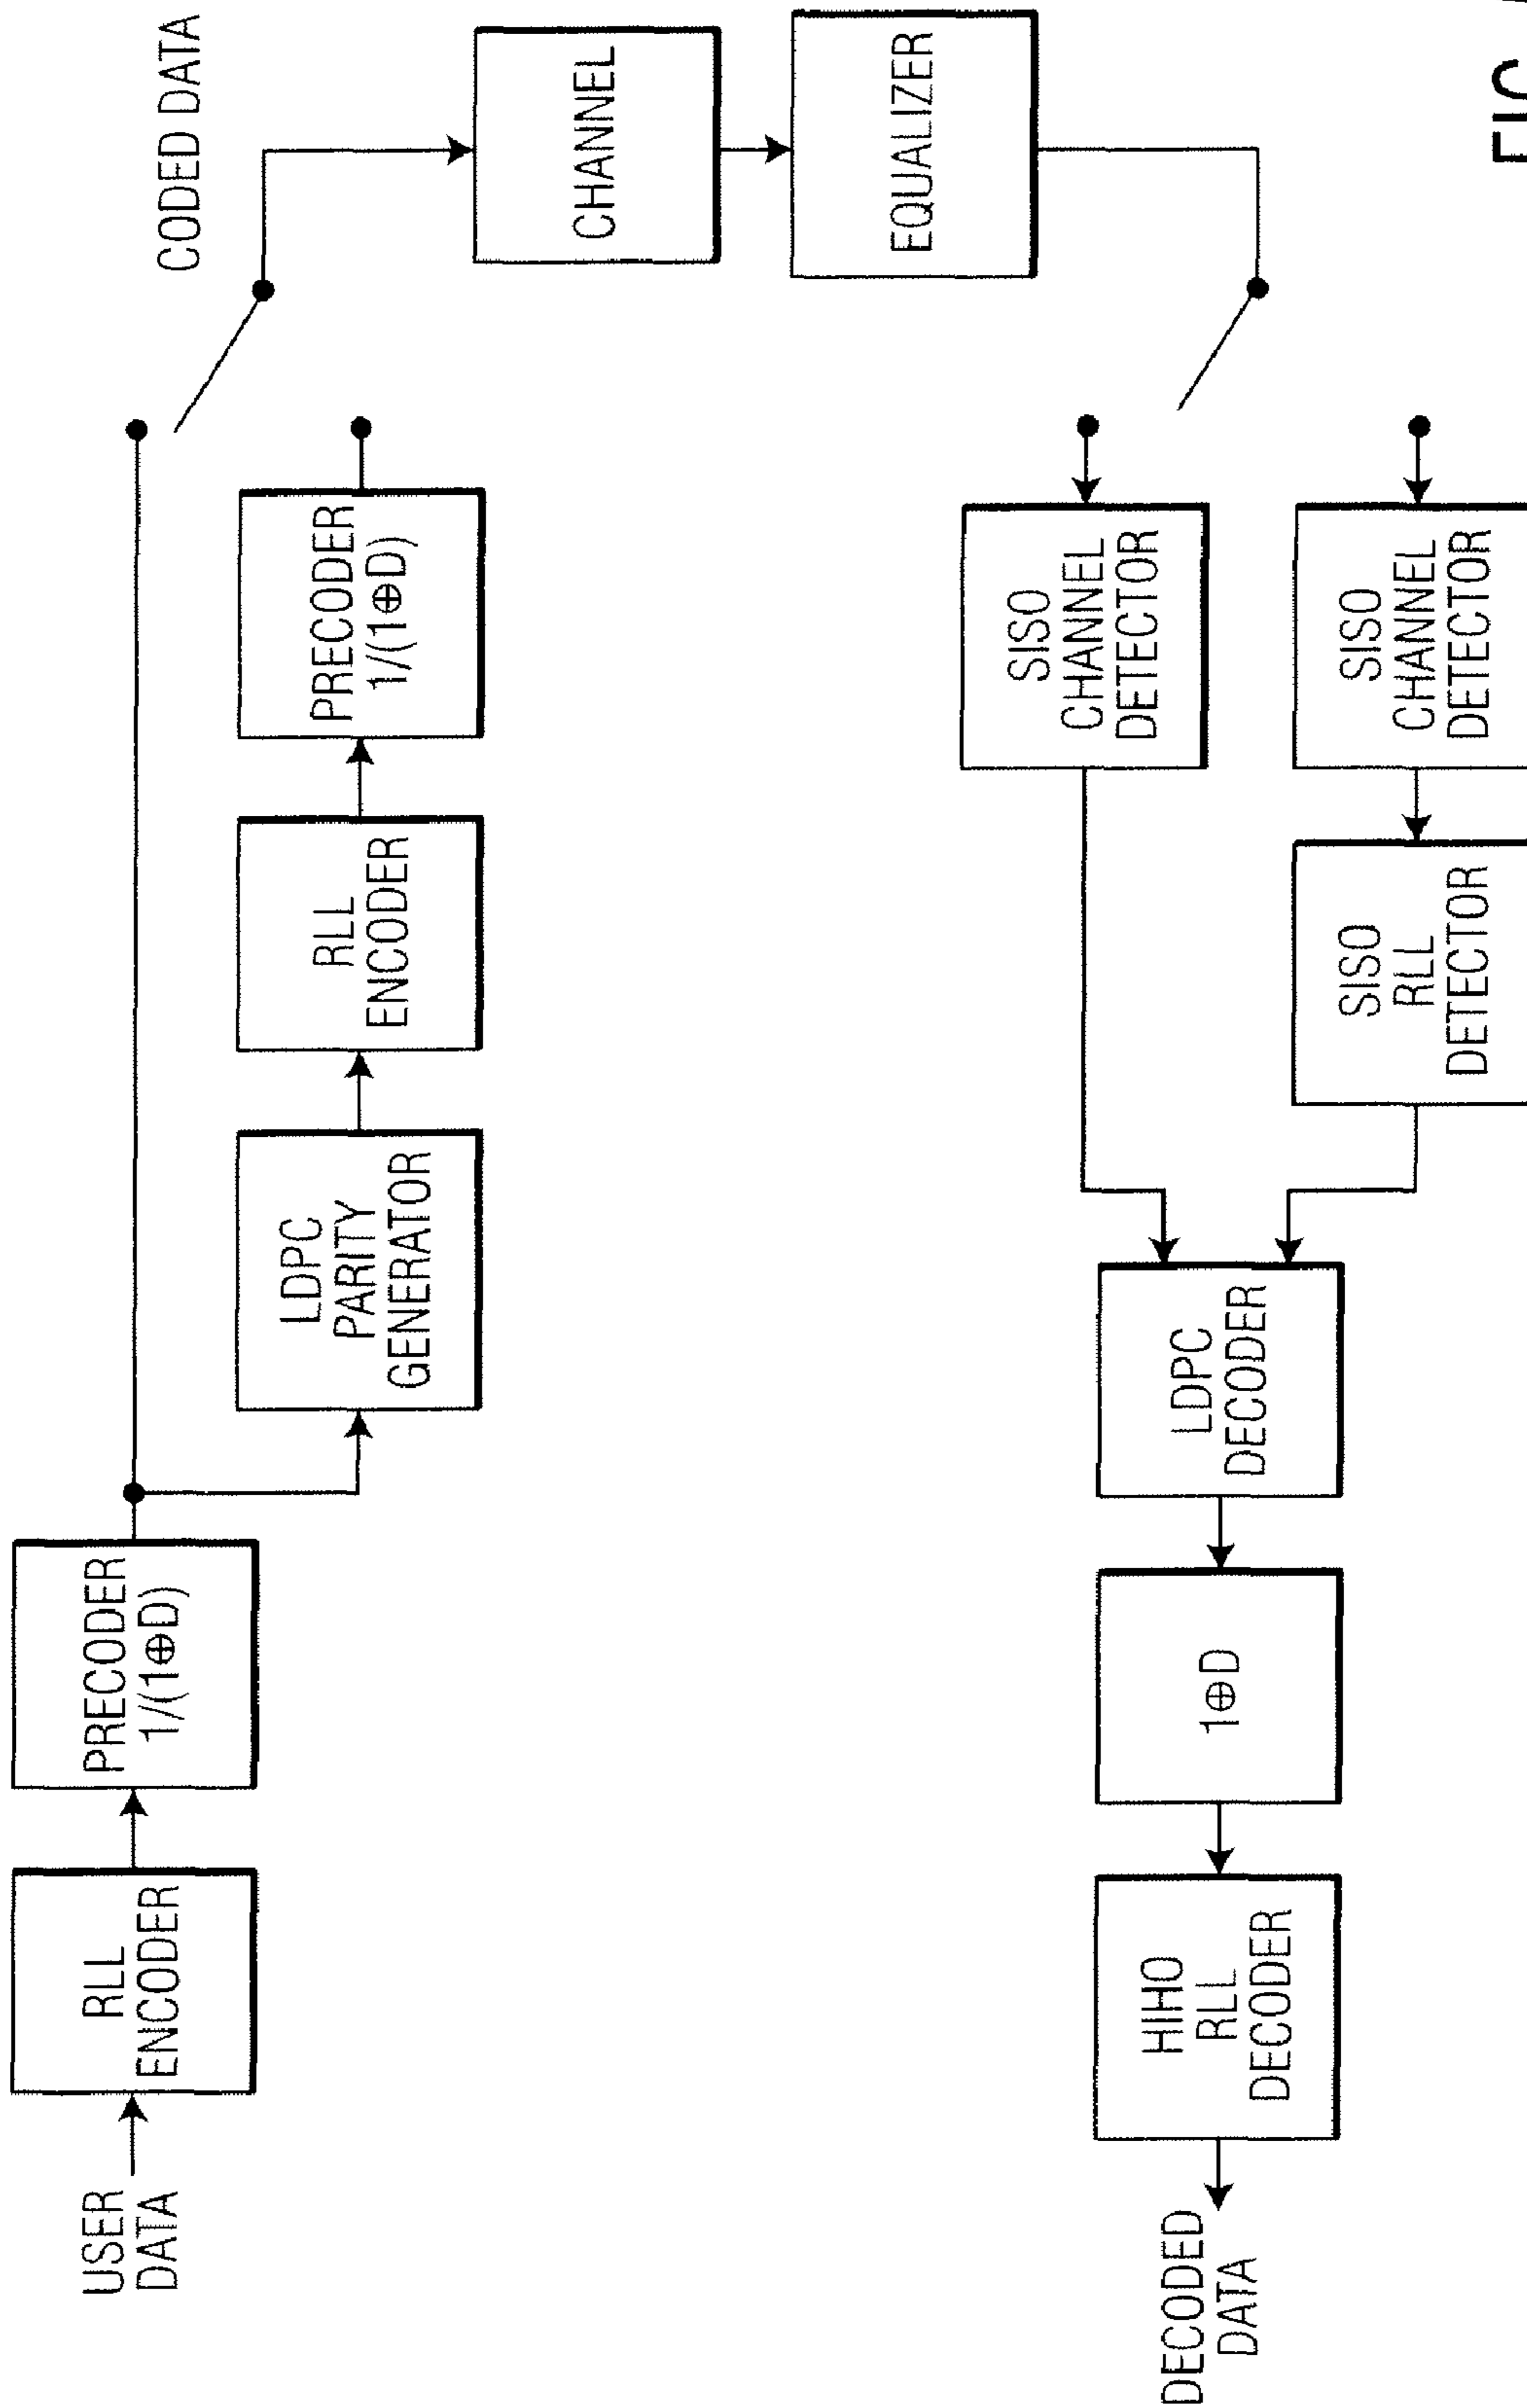 USER
DATA
RLL
ENCODER
PRECODER
1/(1⊕D)
LDPC
PARITY
GENERATOR
RLL
ENCODER
PRECODER
1/(1⊕D)
CODED DATA
CHANNEL
EQUALIZER
SISO
CHANNEL
DETECTOR
SISO
CHANNEL
DETECTOR
SISO
RLL
DETECTOR
LDPC
DECODER
1⊕D
HIHO
RLL
DECODER
DECODED
DATA